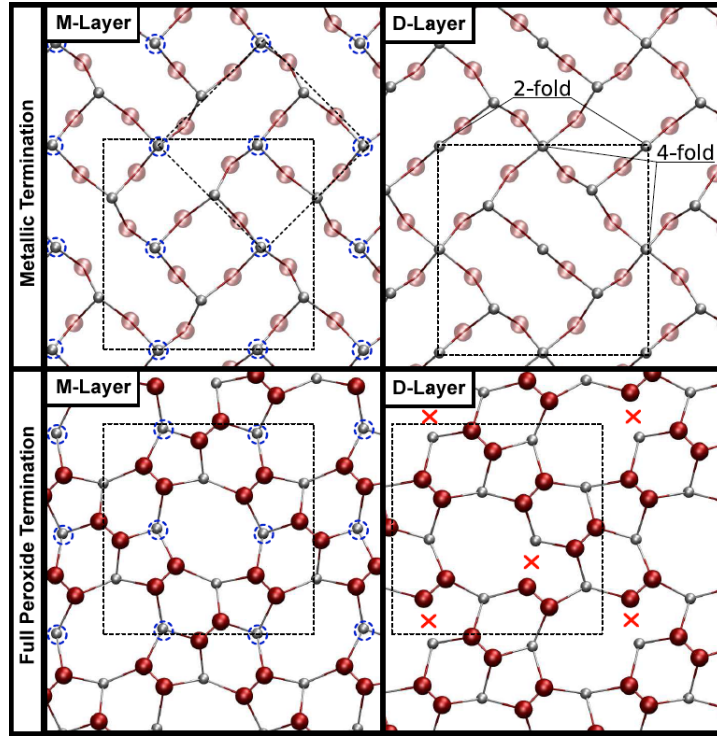 M-Layer
D-Layer
Metallic Termination
2-fold
4-fold
M-Layer
D-Layer
Full Peroxide Termination